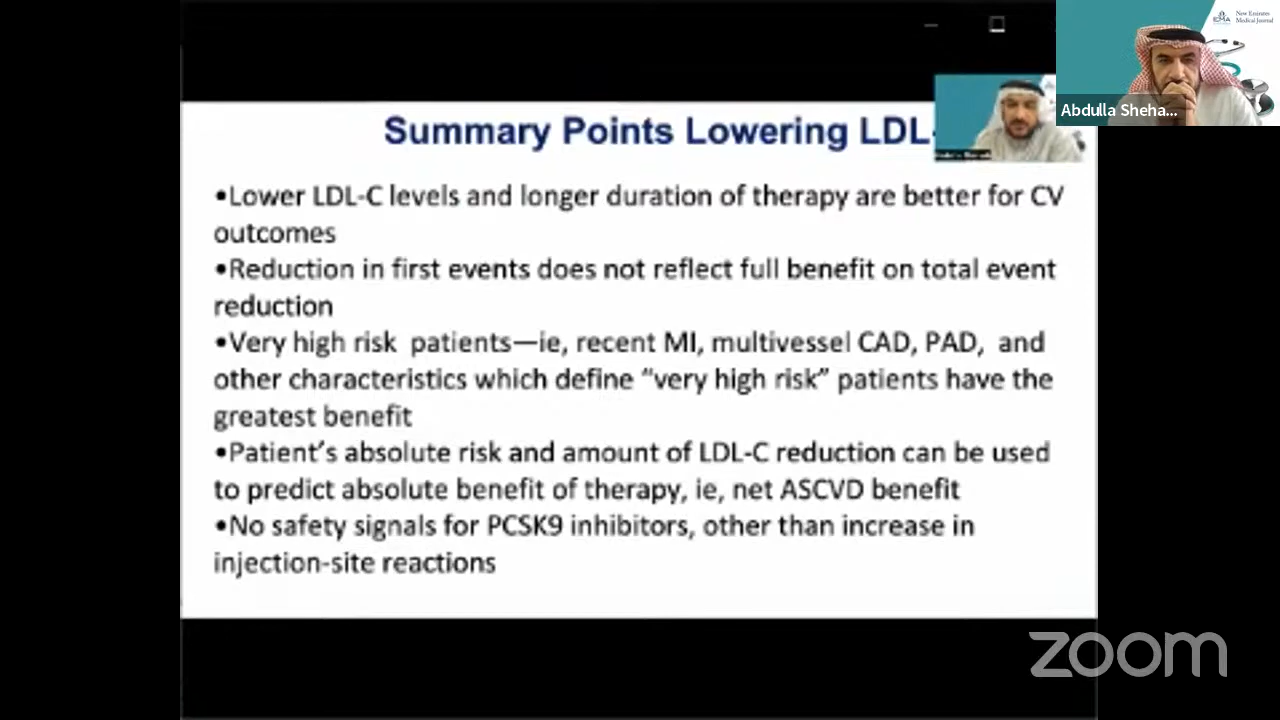 New Emirates
Medical Journal
Abdulla Sheha...
Summary Points Lowering LDL-
•Lower LDL-C levels and longer duration of therapy are better for CV
outcomes
•Reduction in first events does not reflect full benefit on total event
reduction
•Very high risk patients—ie, recent MI, multivessel CAD, PAD, and
other characteristics which define “very high risk” patients have the
greatest benefit
•Patient’s absolute risk and amount of LDL-C reduction can be used
to predict absolute benefit of therapy, ie, net ASCVD benefit
•No safety signals for PCSK9 inhibitors, other than increase in
injection-site reactions
zoom